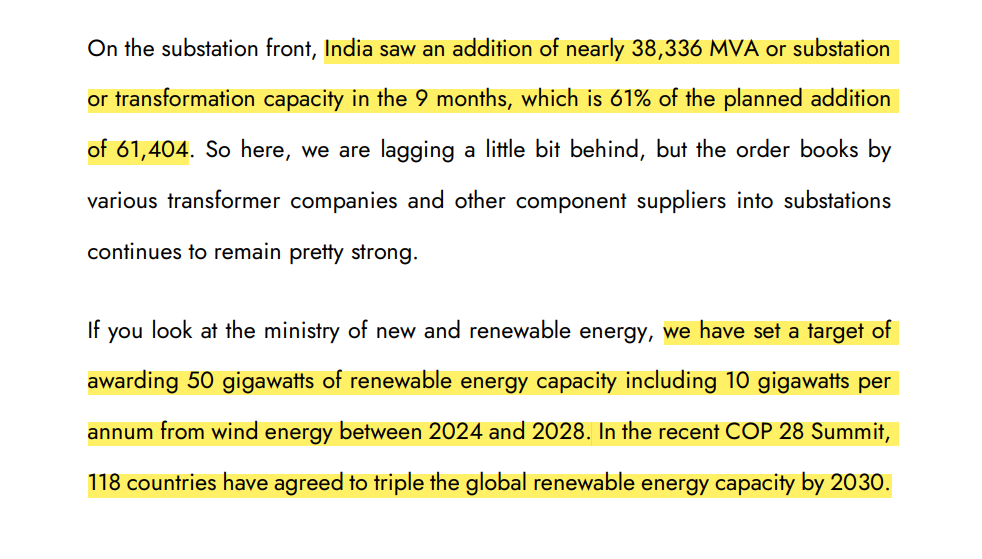 On the substation front, India saw an addition of nearly 38,336 MVA or substation
or transformation capacity in the 9 months, which is 61% of the planned addition
of 61,404. So here, we are lagging a little bit behind, but the order books by
various transformer companies and other component suppliers into substations
continues to remain pretty strong.
If you look at the ministry of new and renewable energy, we have set a target of
awarding 50 gigawatts of renewable energy capacity including 10 gigawatts per
annum from wind energy between 2024 and 2028. In the recent COP 28 Summit,
118 countries have agreed to triple the global renewable energy capacity by 2030.